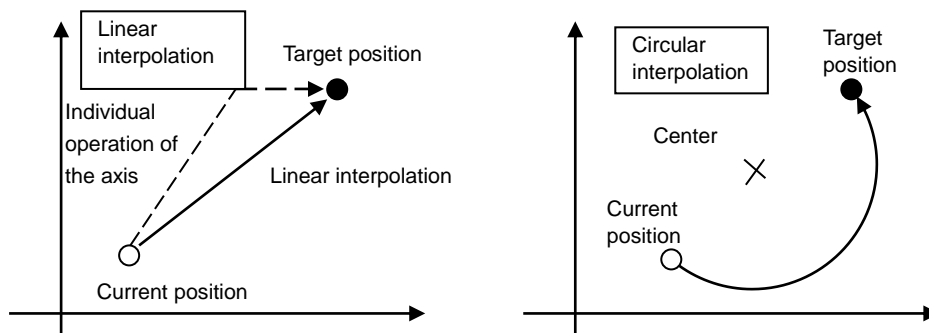 Linear
interpolation
Target position
Individual
operation of
the axis
Linear interpolation
Current position
Circular
interpolation
Target
position
Center
Current
position